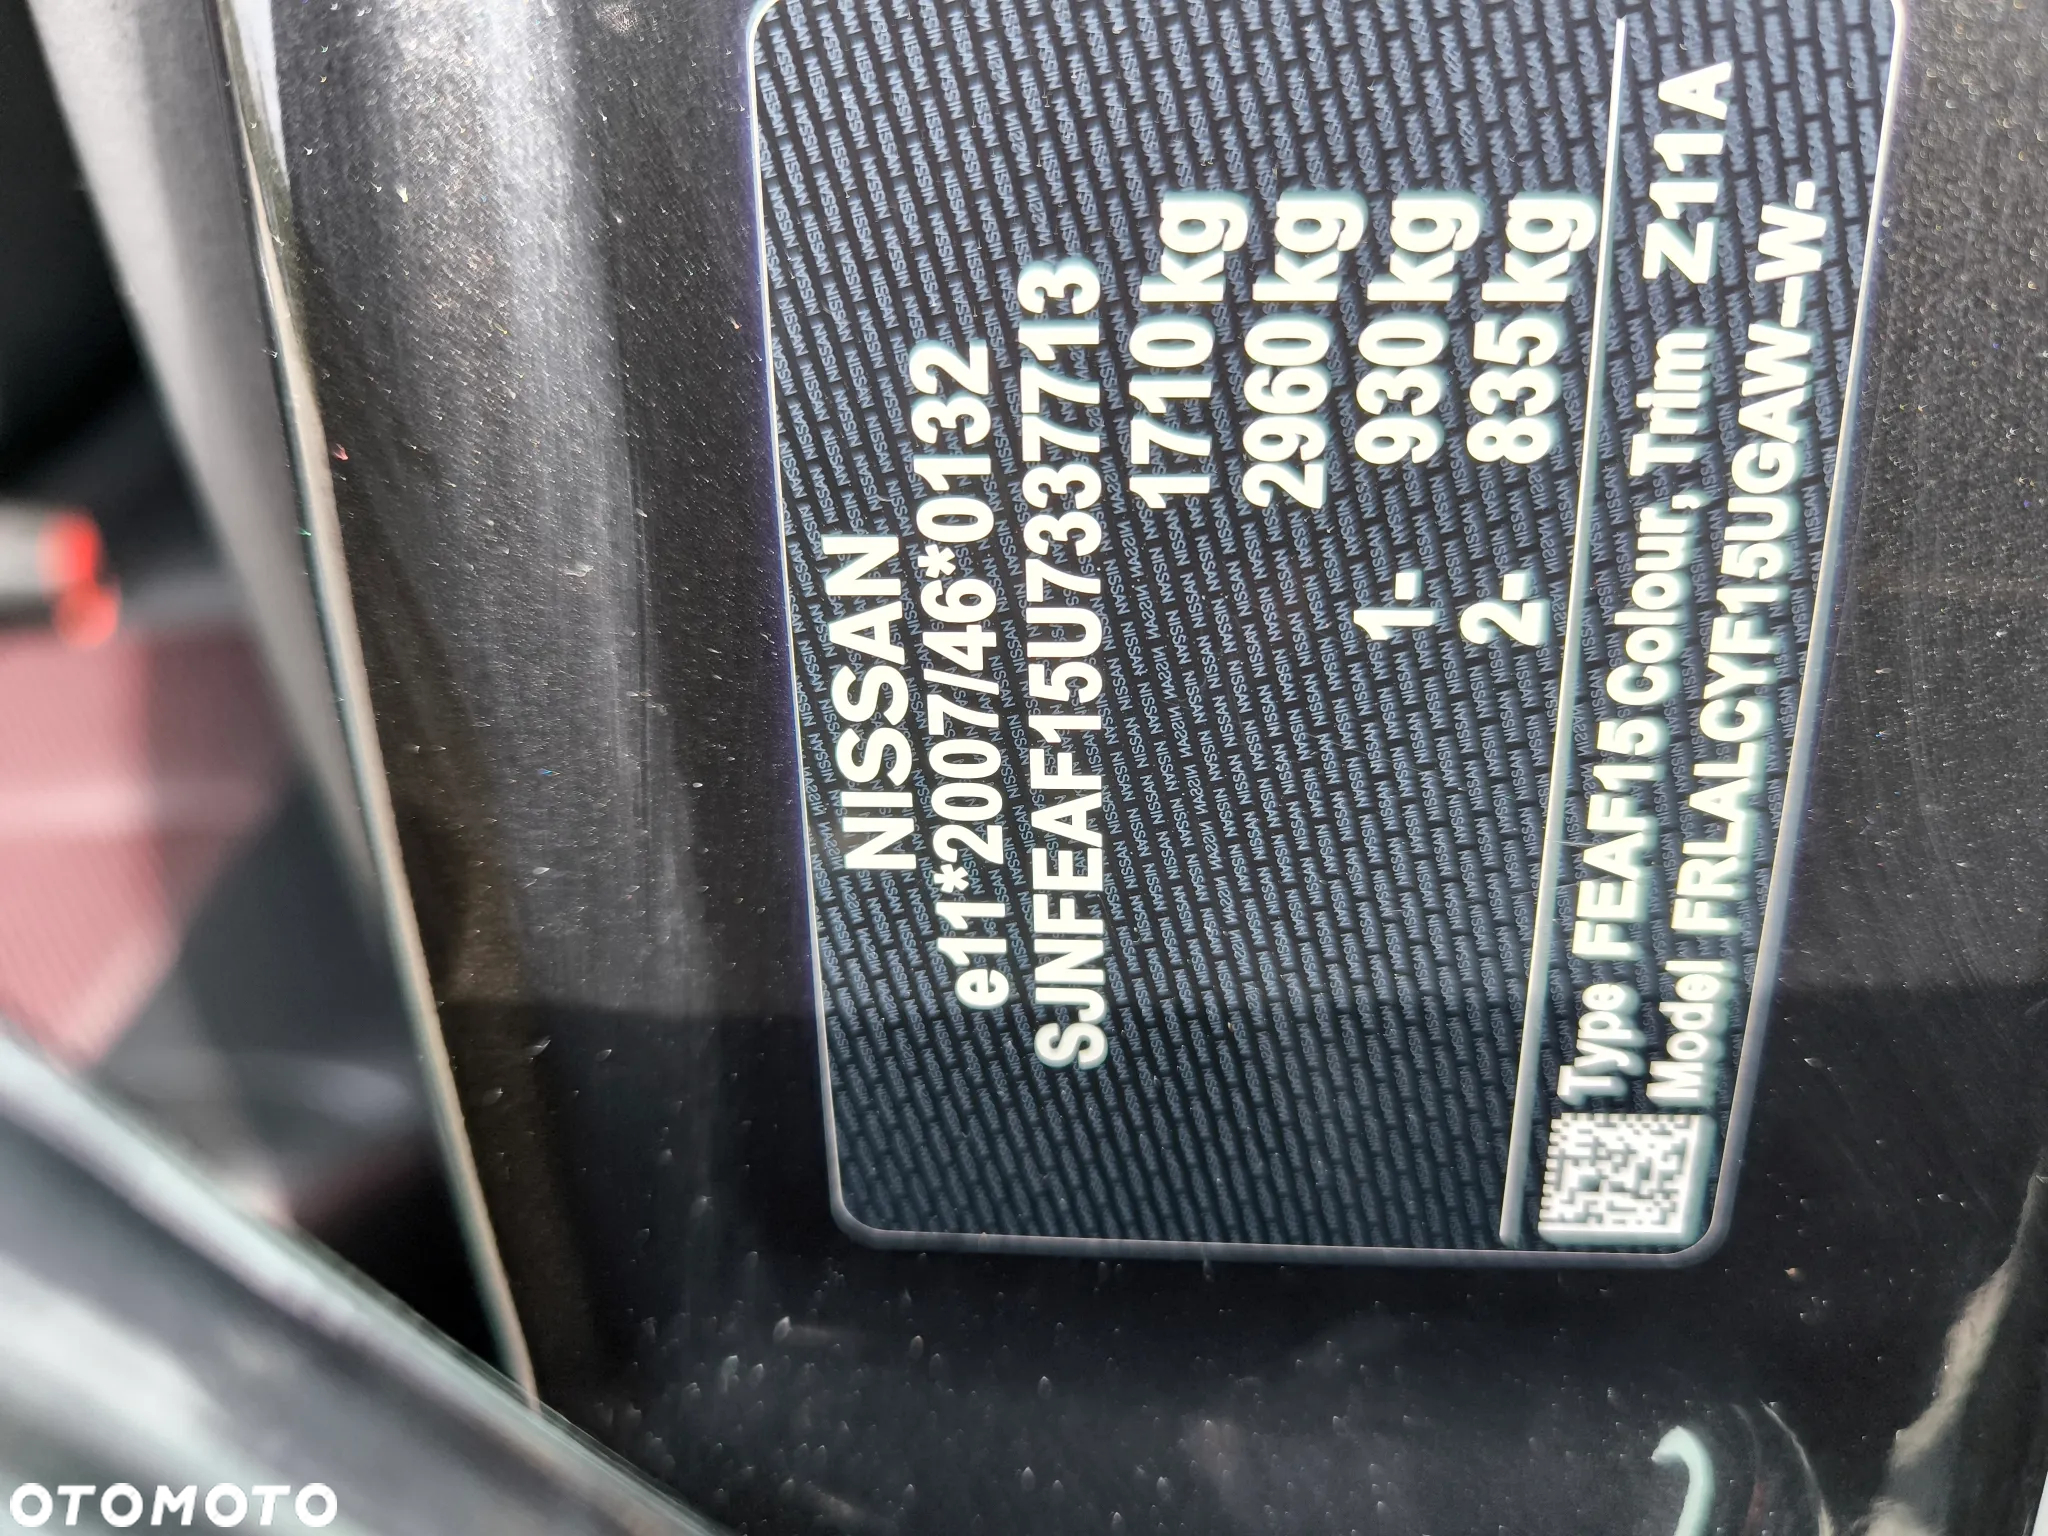 NISSAN
e11*2007/46*0132
SJNFEAF15U7337713
1710kg
2960kg
1- 930kg
2- 835kg
Type FEAF15 Colour,Trim Z11A
Model FRLALCYF15UGAW-W-
OTOMOTO